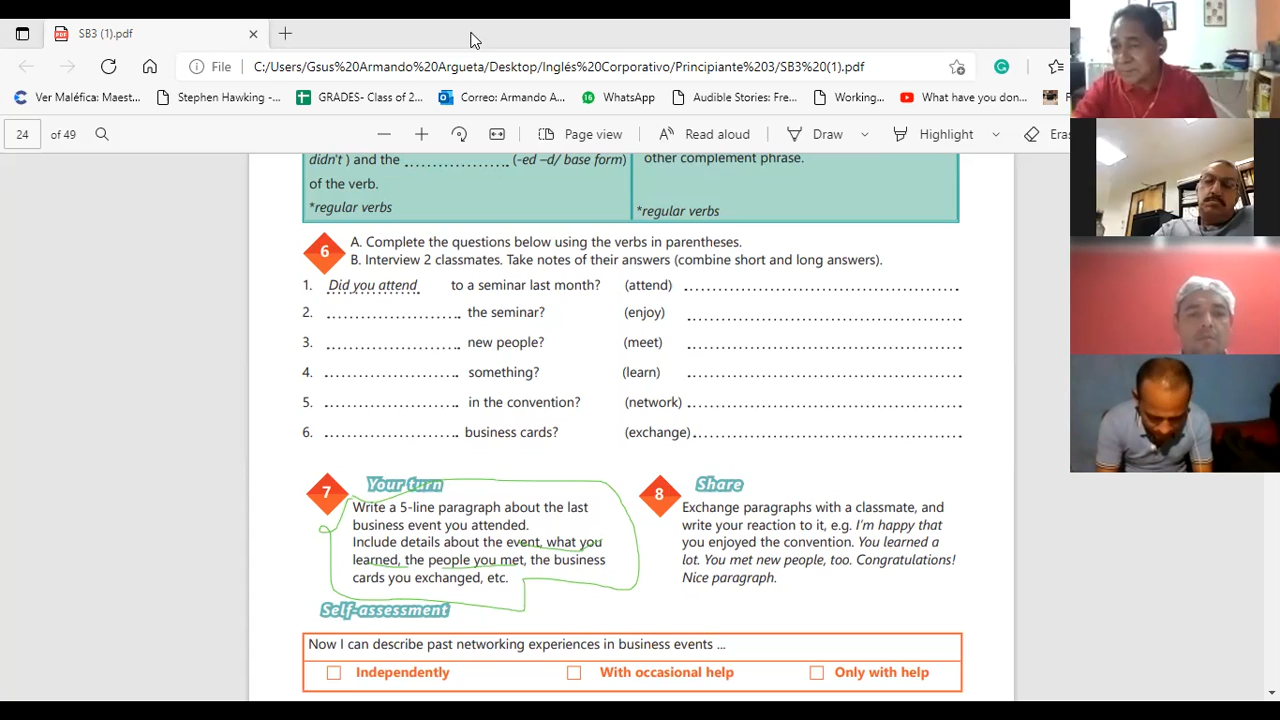 SB3 (1).pdf
File C:/Users/Gsus%20Armando%20Argueta/Desktop/Inglés%20Corporativo/Principiante%203/SB3%20(1).pdf
Ver Maléfica: Maest... Stephen Hawking -... GRADES- Class of 2... Correo: Armando A... WhatsApp Audible Stories: Fre... Working... What have you don...
24 of 49 Page view Read aloud Draw Highlight Eras
didn't ) and the .................... (-ed –d/ base form) other complement phrase.
of the verb.
*regular verbs *regular verbs
6 A. Complete the questions below using the verbs in parentheses.
B. Interview 2 classmates. Take notes of their answers (combine short and long answers).
1. Did you attend to a seminar last month? (attend)
2. the seminar? (enjoy)
3. new people? (meet)
4. something? (learn)
5. in the convention? (network)
6. business cards? (exchange)
7 Your turn
Write a 5-line paragraph about the last
business event you attended.
Include details about the event, what you
learned, the people you met, the business
cards you exchanged, etc.
8 Share
Exchange paragraphs with a classmate, and
write your reaction to it, e.g. I'm happy that
you enjoyed the convention. You learned a
lot. You met new people, too. Congratulations!
Nice paragraph.
Self-assessment
Now I can describe past networking experiences in business events ...
Independently With occasional help Only with help